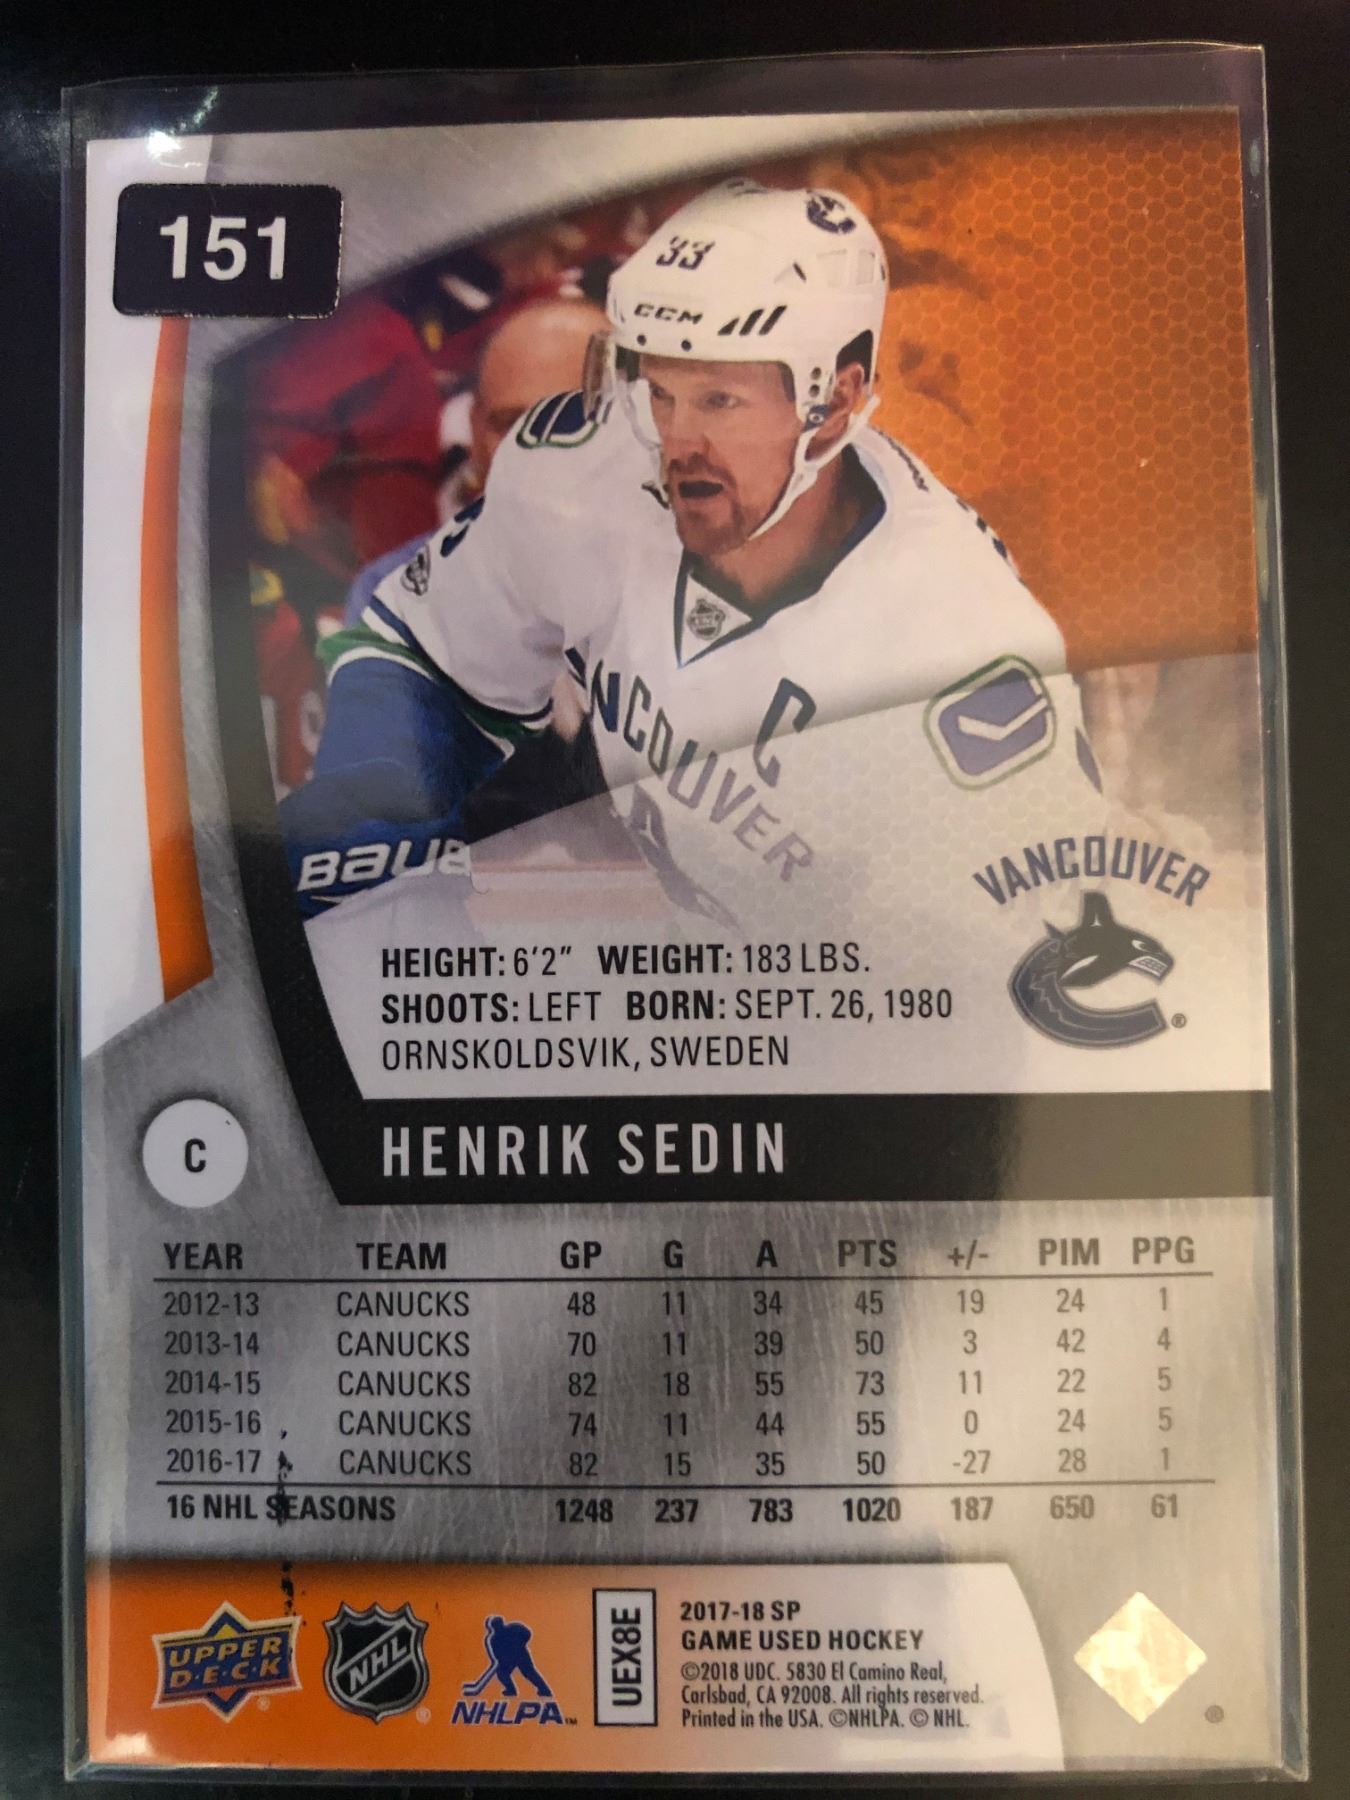 151
33
CCM
VANCOUVER
C
BAUE
VANCOUVER
HEIGHT: 6'2" WEIGHT: 183 LBS.
SHOOTS: LEFT BORN: SEPT. 26, 1980
ORNSKOLDSVIK, SWEDEN
®
C
HENRIK SEDIN
YEAR TEAM GP G A PTS +/- PIM PPG
2012-13 CANUCKS 48 11 34 45 19 24 1
2013-14 CANUCKS 70 11 39 50 3 42 4
2014-15 CANUCKS 82 18 55 73 11 22 5
2015-16 CANUCKS 74 11 44 55 0 24 5
2016-17 CANUCKS 82 15 35 50 -27 28 1
16 NHL SEASONS 1248 237 783 1020 187 650 61
UPPER
D·E·C·K ®
NHL ®
NHLPA™
UEX8E
2017-18 SP
GAME USED HOCKEY
©2018 UDC. 5830 El Camino Real,
Carlsbad, CA 92008. All rights reserved.
Printed in the USA. ©NHLPA. © NHL.
®